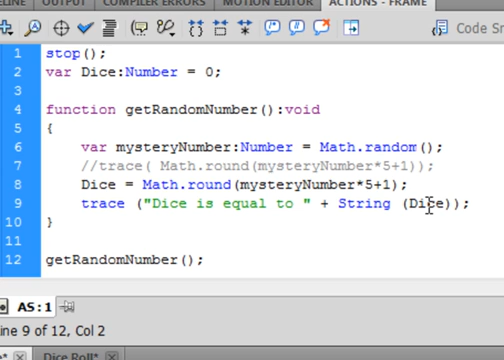 OUTPUT
COMPILER ERRORS
MOTION EDITOR
ACTIONS - FRAME
Code Sn
1 stop();
2 var Dice:Number = 0;
3
4 function getRandomNumber():void
5 {
6 var mysteryNumber:Number = Math.random();
7 //trace( Math.round(mysteryNumber*5+1));
8 Dice = Math.round(mysteryNumber*5+1);
9 trace ("Dice is equal to " + String (Dice));
10 }
11
12 getRandomNumber();
AS:1
ine 9 of 12, Col 2
Dice Roll*